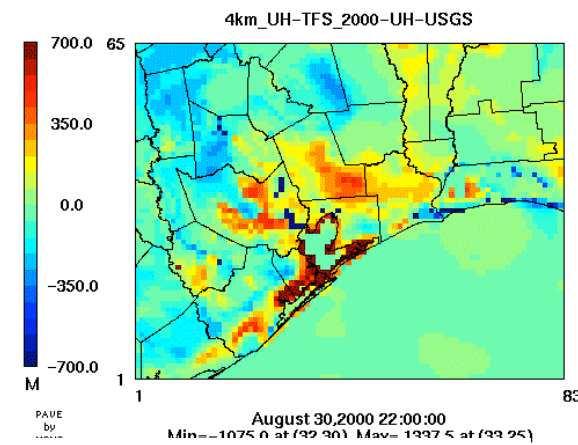 4km_UH-TFS_2000-UH-USGS
700.0
350.0
0.0
-350.0
-700.0
M
65
1
1
83
PAVE
by
August 30,2000 22:00:00
Min=-1075.0 at (32,30), Max= 1337.5 at (33,25)